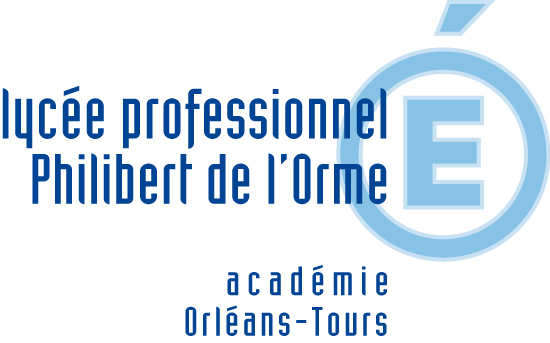 lycée professionnel
Philibert de l'Orme
É
académie
Orléans-Tours